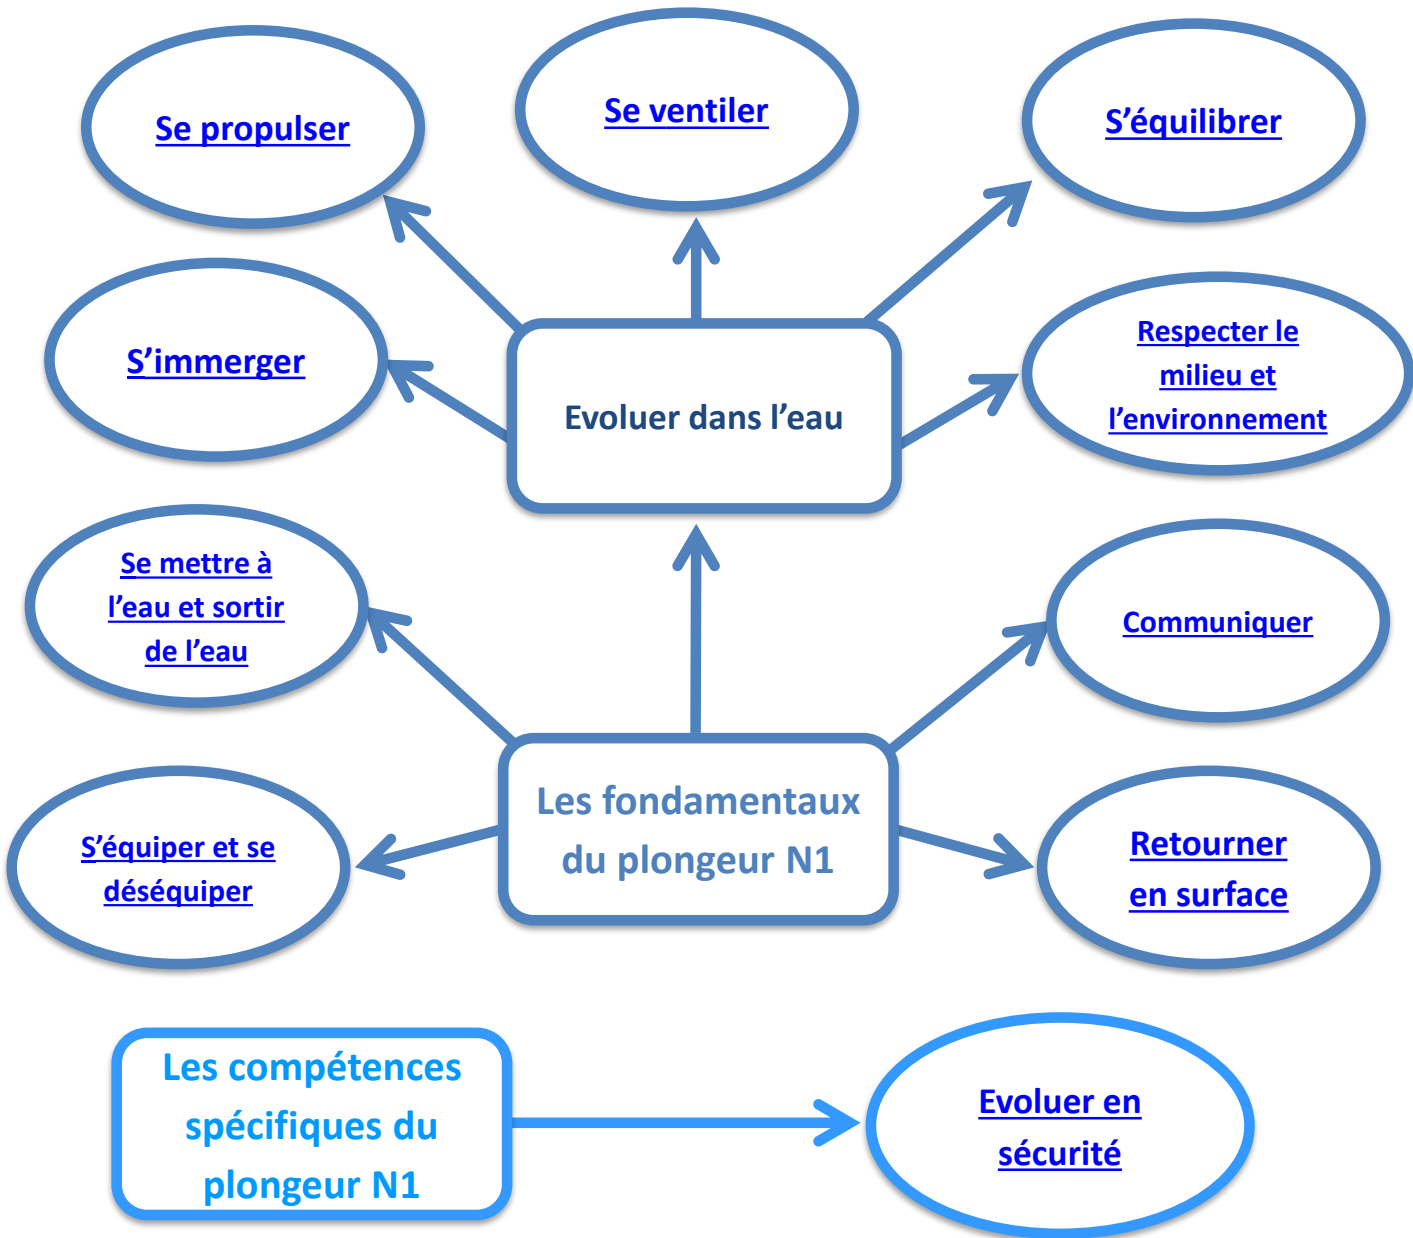 Se propulser
Se ventiler
S’équilibrer
S’immerger
Evoluer dans l’eau
Respecter le
milieu et
l’environnement
Se mettre à
l’eau et sortir
de l’eau
Communiquer
S’équiper et se
déséquiper
Les fondamentaux
du plongeur N1
Retourner
en surface
Les compétences
spécifiques du
plongeur N1
Evoluer en
sécurité